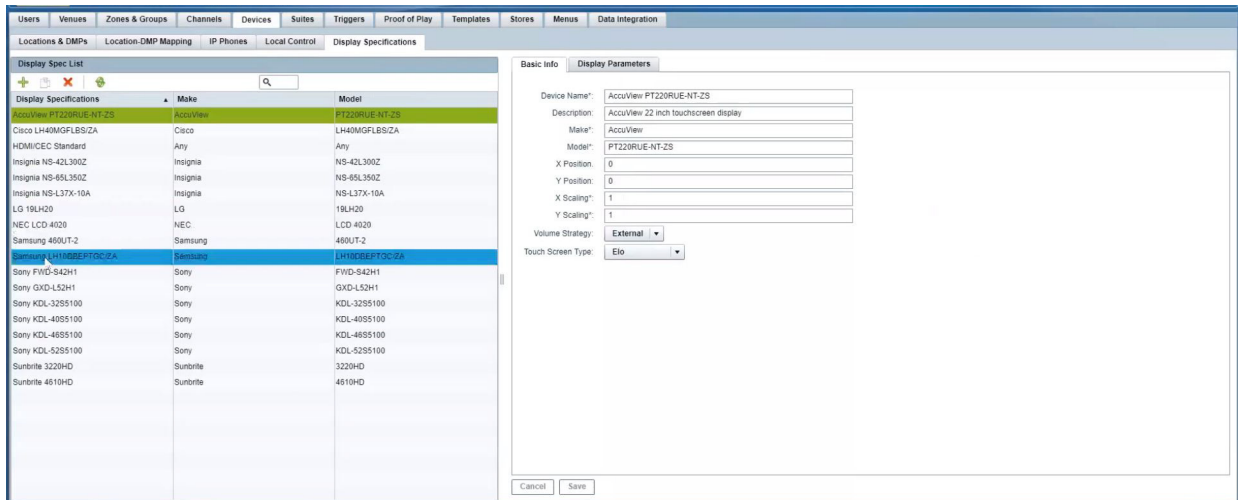 Users Venues Zones & Groups Channels Devices Suites Triggers Proof of Play Templates Stores Menus Data Integration
Locations & DMPs Location-DMP Mapping IP Phones Local Control Display Specifications
Display Spec List
Display Specifications Make Model
AccuView PT220RUE-NT-ZS AccuView PT220RUE-NT-ZS
Cisco LH40MGFLBS/ZA Cisco LH40MGFLBS/ZA
HDMI/CEC Standard Any Any
Insignia NS-42L300Z Insignia NS-42L300Z
Insignia NS-65L350Z Insignia NS-65L350Z
Insignia NS-L37X-10A Insignia NS-L37X-10A
LG 19LH20 LG 19LH20
NEC LCD 4020 NEC LCD 4020
Samsung 460UT-2 Samsung 460UT-2
Samsung LH10DBEPTGC/ZA Samsung LH10DBEPTGC/ZA
Sony FWD-S42H1 Sony FWD-S42H1
Sony GXD-L52H1 Sony GXD-L52H1
Sony KDL-32S5100 Sony KDL-32S5100
Sony KDL-40S5100 Sony KDL-40S5100
Sony KDL-46S5100 Sony KDL-46S5100
Sony KDL-52S5100 Sony KDL-52S5100
Sunbrite 3220HD Sunbrite 3220HD
Sunbrite 4610HD Sunbrite 4610HD
Basic Info Display Parameters
Device Name*: AccuView PT220RUE-NT-ZS
Description: AccuView 22 inch touchscreen display
Make*: AccuView
Model*: PT220RUE-NT-ZS
X Position: 0
Y Position: 0
X Scaling*: 1
Y Scaling*: 1
Volume Strategy: External
Touch Screen Type: Elo
Cancel Save